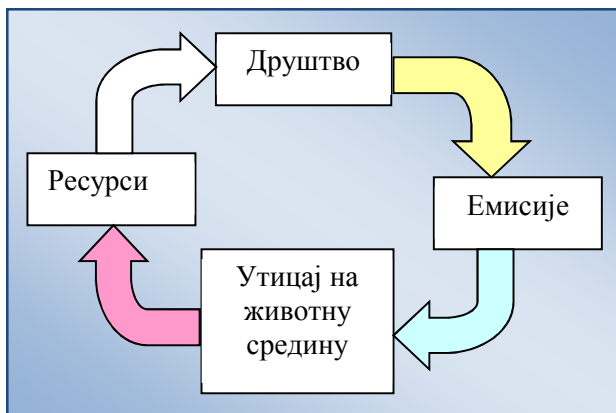 Друштво
Ресурси
Емисије
Утицај на
животну
средину